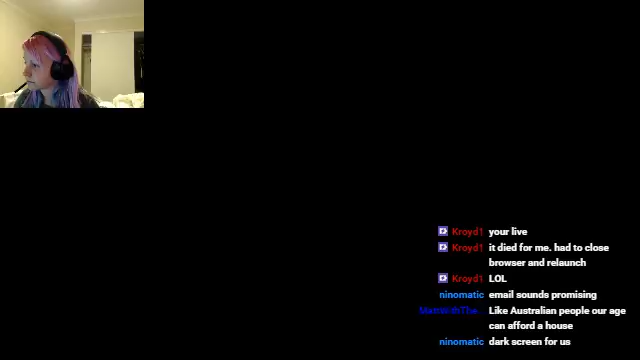 Kroyd1 your live
Kroyd1 it died for me. had to close
browser and relaunch
Kroyd1 LOL
ninomatic email sounds promising
MattWithThe... Like Australian people our age
can afford a house
ninomatic dark screen for us